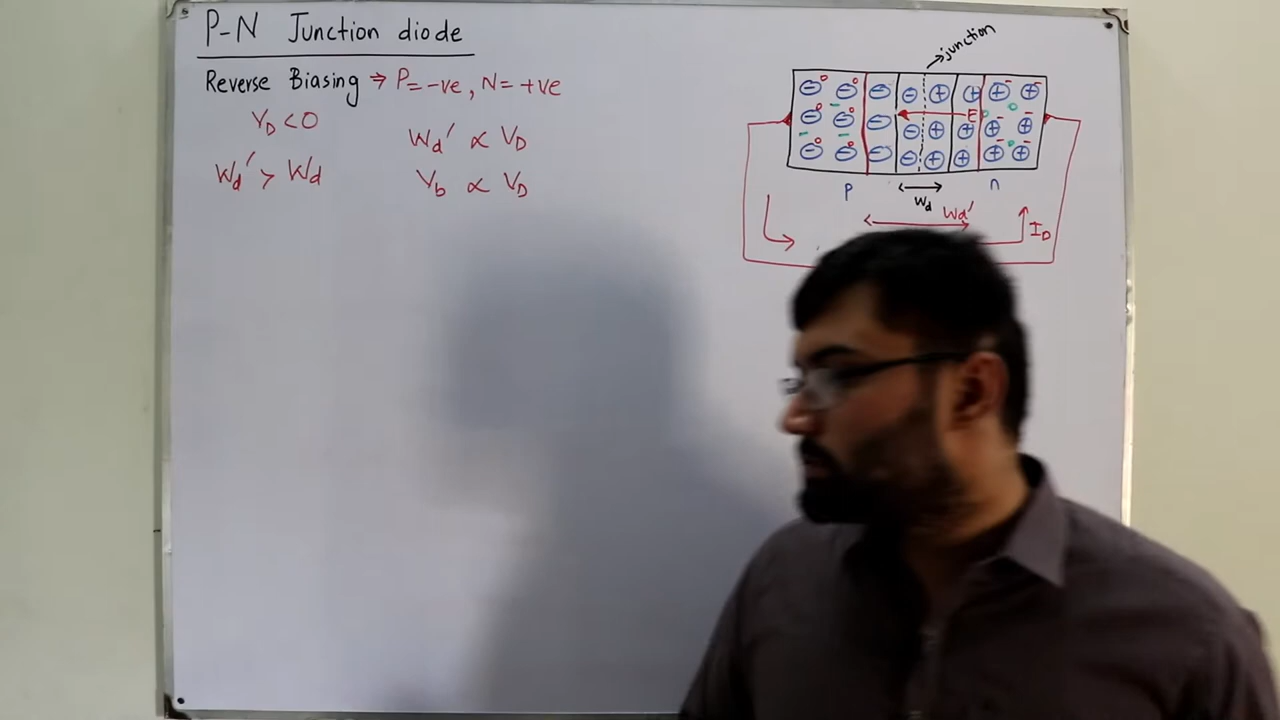 P-N Junction diode
Reverse Biasing → P = -ve, N = +ve
V_D < 0
W_d' ∝ V_D
W_d' > W_d
V_b ∝ V_D
junction
E
P
W_d
n
W_d'
I_D